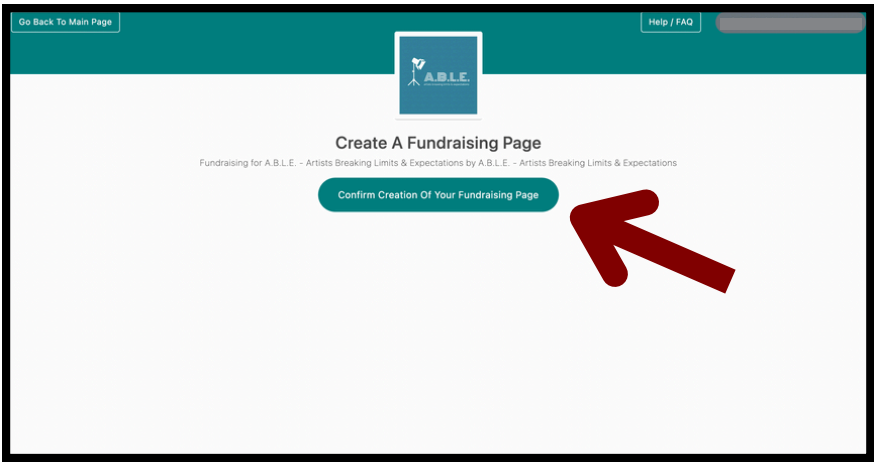 Go Back To Main Page
Help / FAQ
A.B.L.E.
Create A Fundraising Page
Fundraising for A.B.L.E. - Artists Breaking Limits & Expectations by A.B.L.E. - Artists Breaking Limits & Expectations
Confirm Creation Of Your Fundraising Page